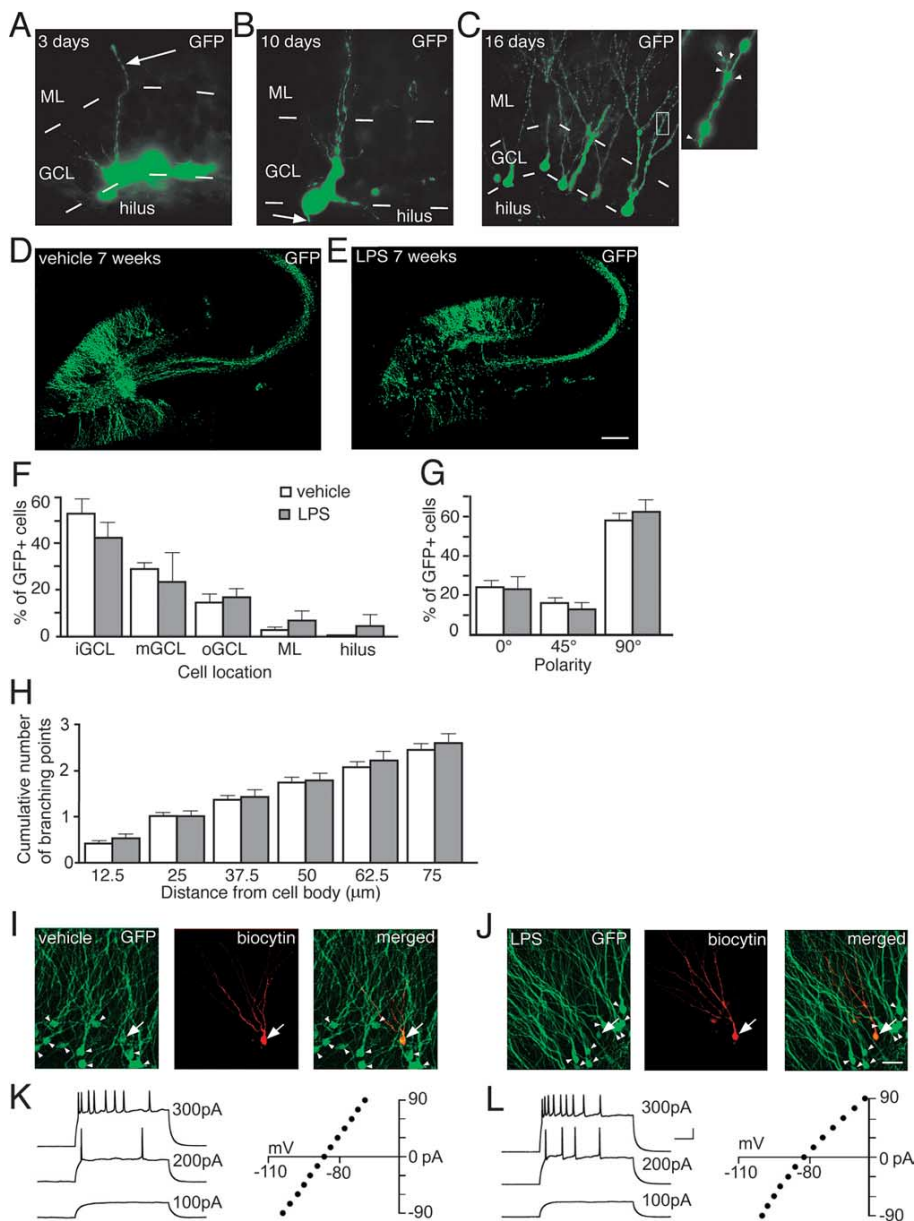 A
3 days
GFP
ML
GCL
hilus
B
10 days
GFP
ML
GCL
hilus
C
16 days
GFP
ML
GCL
hilus
D
vehicle 7 weeks
GFP
E
LPS 7 weeks
GFP
F
% of GFP+ cells
60
40
20
0
vehicle
LPS
iGCL
mGCL
oGCL
ML
hilus
Cell location
G
% of GFP+ cells
60
40
20
0
0°
45°
90°
Polarity
H
Cumulative number
of branching points
3
2
1
0
12.5
25
37.5
50
62.5
75
Distance from cell body (μm)
I
vehicle
GFP
biocytin
merged
J
LPS
GFP
biocytin
merged
K
300pA
200pA
100pA
90
mV
0 pA
-110
-80
-90
L
300pA
200pA
100pA
90
mV
0 pA
-110
-80
-90